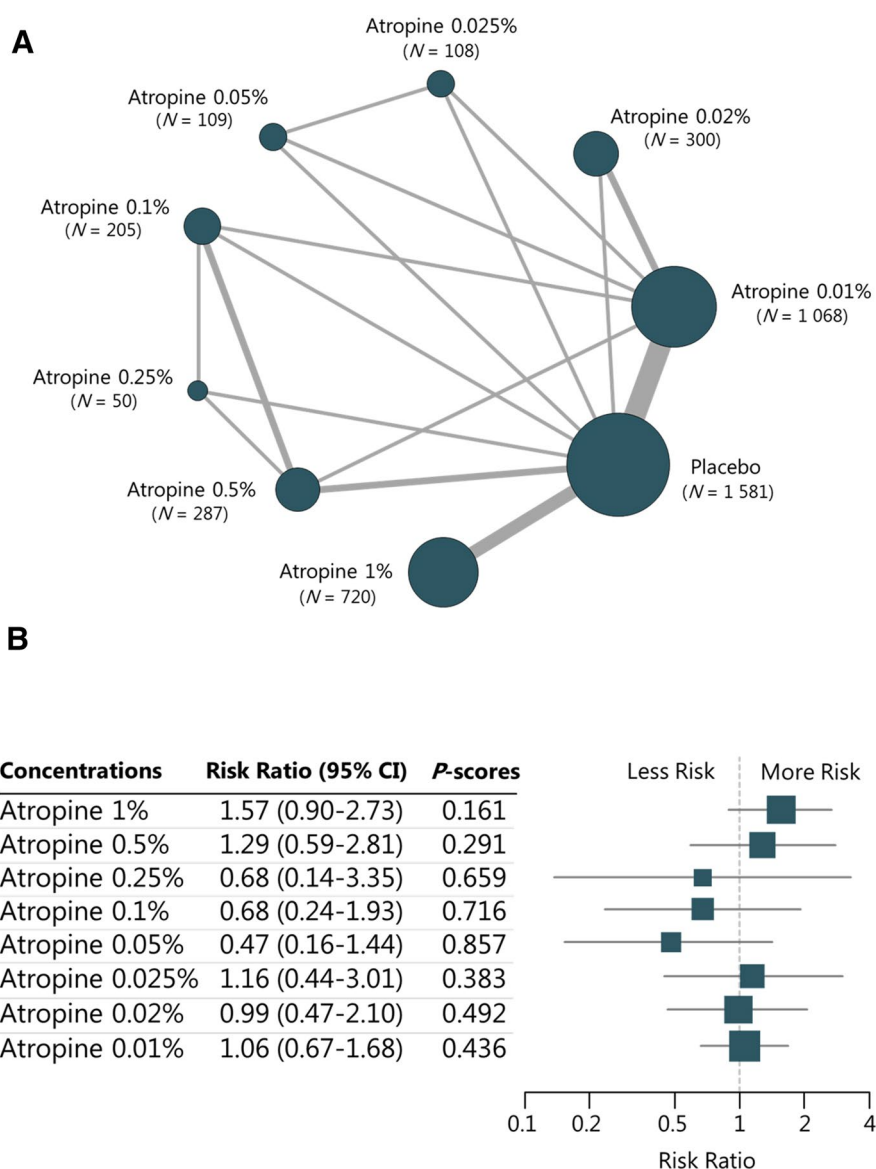 A
Atropine 0.025%
(N = 108)
Atropine 0.05%
(N = 109)
Atropine 0.02%
(N = 300)
Atropine 0.1%
(N = 205)
Atropine 0.01%
(N = 1 068)
Atropine 0.25%
(N = 50)
Placebo
(N = 1 581)
Atropine 0.5%
(N = 287)
Atropine 1%
(N = 720)
B
Concentrations Risk Ratio (95% CI) P-scores Less Risk More Risk
Atropine 1% 1.57 (0.90-2.73) 0.161
Atropine 0.5% 1.29 (0.59-2.81) 0.291
Atropine 0.25% 0.68 (0.14-3.35) 0.659
Atropine 0.1% 0.68 (0.24-1.93) 0.716
Atropine 0.05% 0.47 (0.16-1.44) 0.857
Atropine 0.025% 1.16 (0.44-3.01) 0.383
Atropine 0.02% 0.99 (0.47-2.10) 0.492
Atropine 0.01% 1.06 (0.67-1.68) 0.436
0.1 0.2 0.5 1 2 4
Risk Ratio